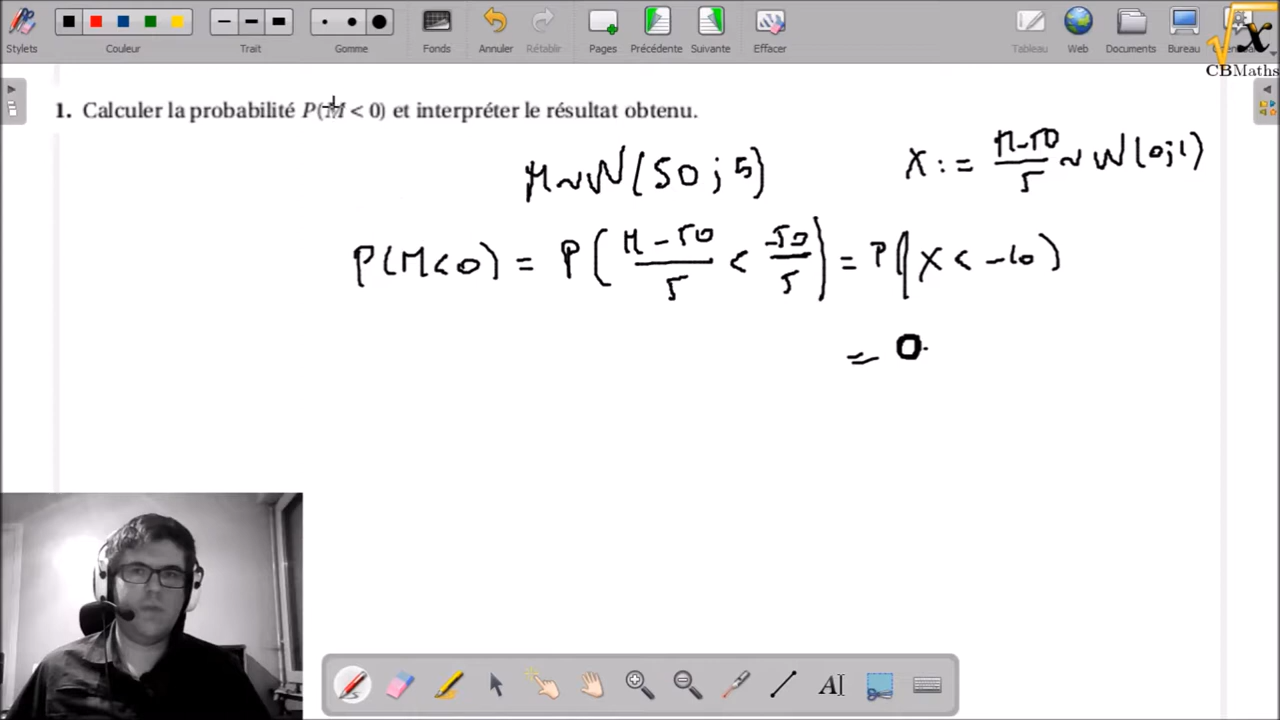 Stylets Couleur Trait Gomme Fonds Annuler Rétablir Pages Précédente Suivante Effacer Tableau Web Documents Bureau
CBMaths
1. Calculer la probabilité P(M < 0) et interpréter le résultat obtenu.
M ~ N(50 ; 5) X := (M-50)/5 ~ N(0;1)
P(M<0) = P( (M-50)/5 < -50/5 ) = P( X < -10 )
= 0.